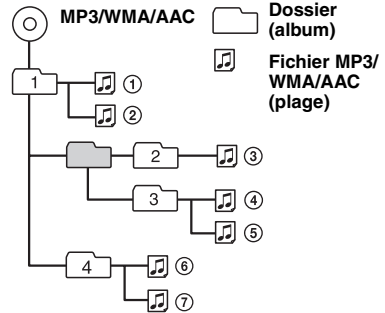 MP3/WMA/AAC
Dossier
(album)
Fichier MP3/
WMA/AAC
(plage)
1
①
②
2
③
3
④
⑤
4
⑥
⑦